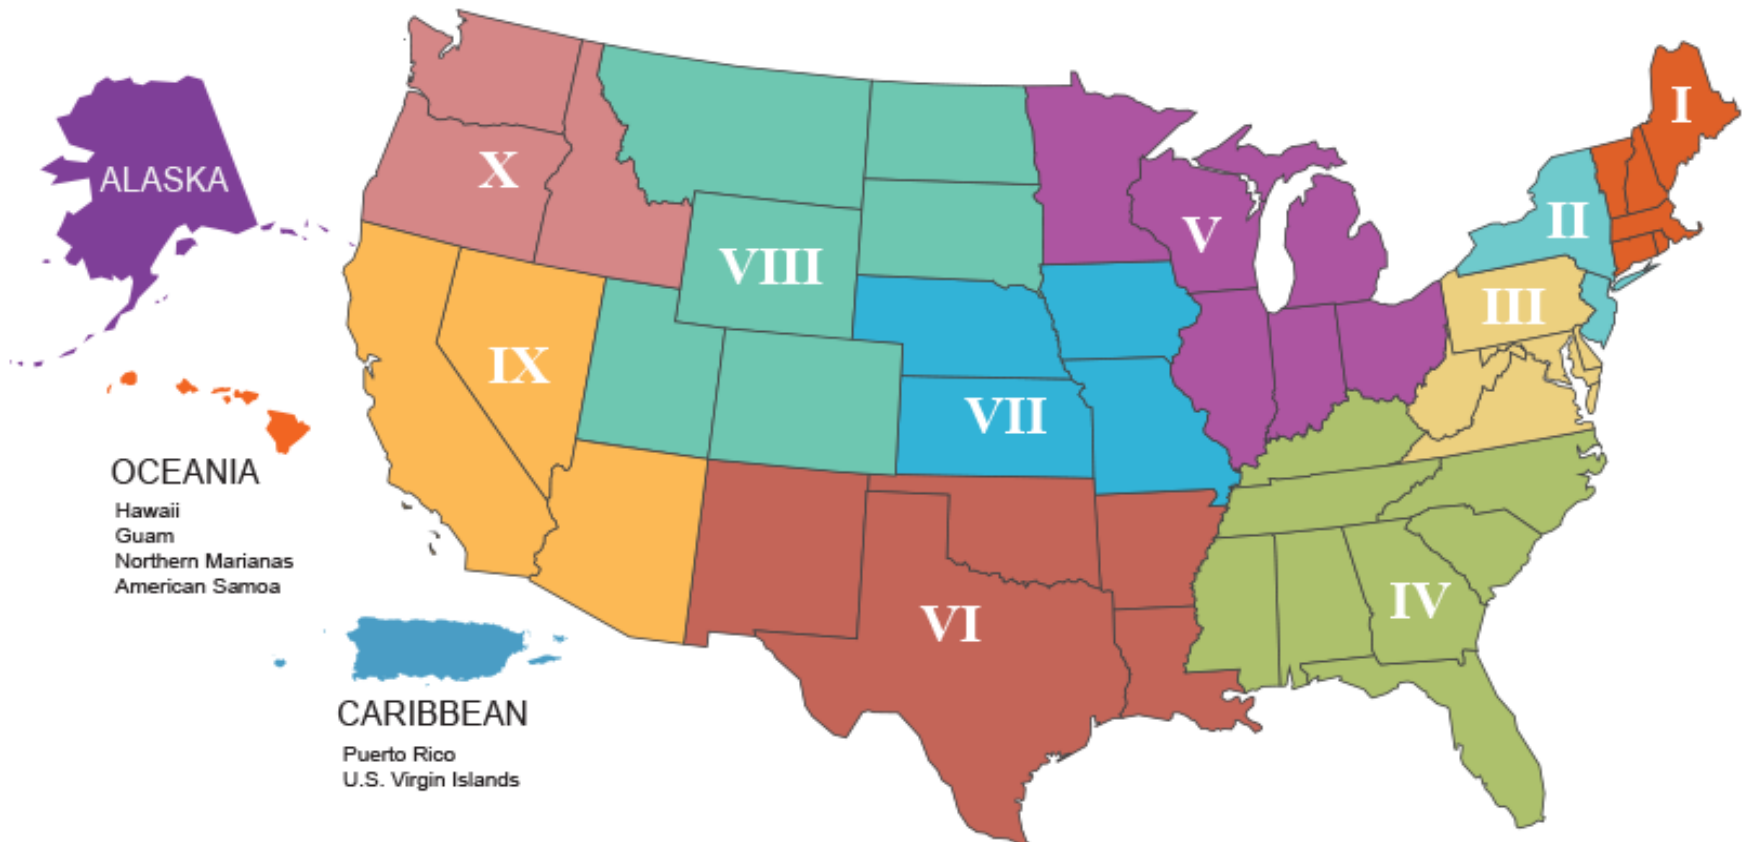 I
ALASKA
X
II
V
VIII
III
IX
VII
OCEANIA
Hawaii
Guam
Northern Marianas
American Samoa
IV
VI
CARIBBEAN
Puerto Rico
U.S. Virgin Islands